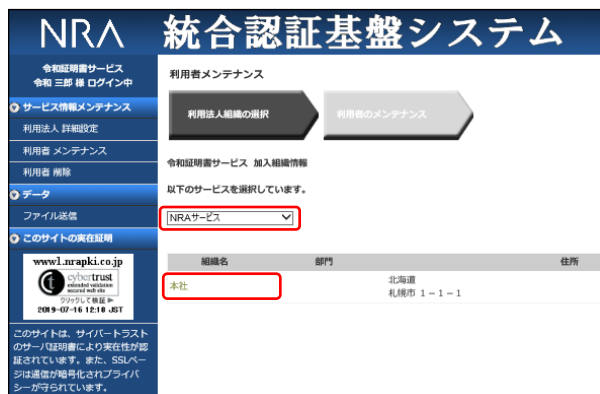 NRA 統合認証基盤システム
令和証明書サービス
令和 三郎 様 ログイン中
サービス情報メンテナンス
利用法人 詳細設定
利用者 メンテナンス
利用者 削除
データ
ファイル送信
このサイトの実在証明
www1.nrapki.co.jp
cybertrust
extended validation
secured web site
クリックして検証
2019-07-16 12:18 JST
このサイトは、サイバートラスト
のサーバ証明書により実在性が認
証されています。また、SSLペー
ジは通信が暗号化されプライバ
シーが守られています。
利用者メンテナンス
利用法人組織の選択
利用者のメンテナンス
令和証明書サービス 加入組織情報
以下のサービスを選択しています。
NRAサービス
組織名 部門 住所
本社 北海道
札幌市 1－1－1